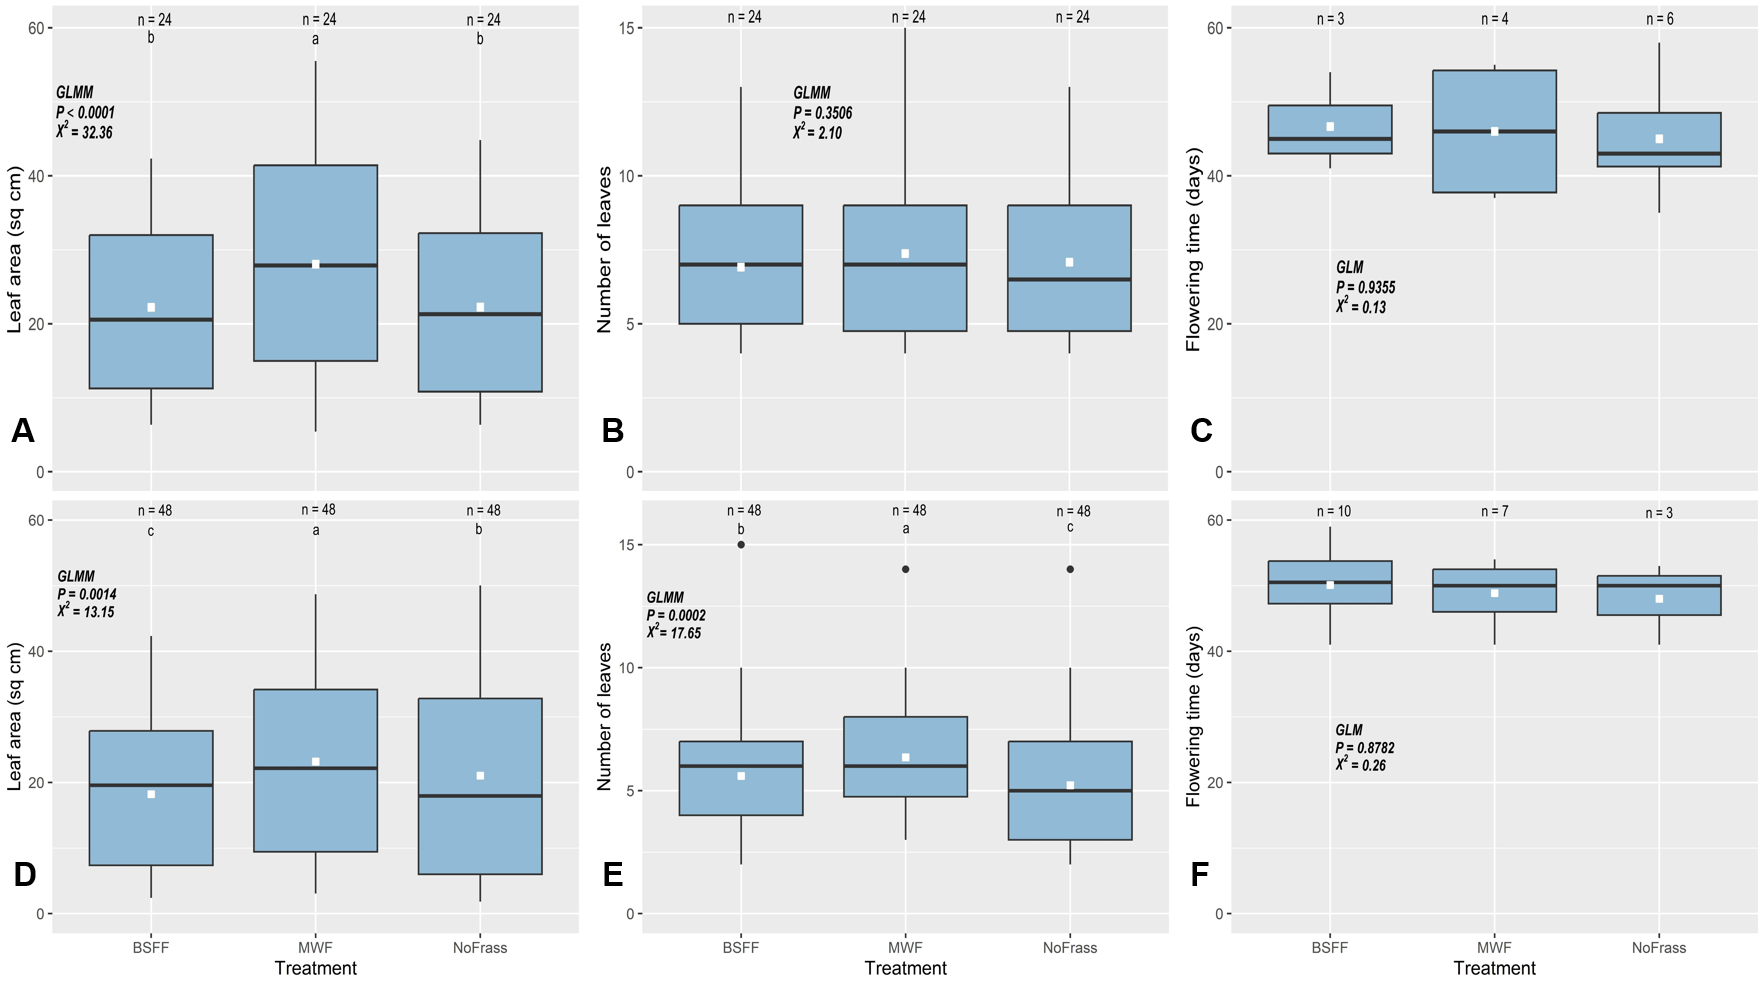 n = 24 n = 24 n = 24
b a b
GLMM
P < 0.0001
X² = 32.36
Leaf area (sq cm)
60
40
20
0
A
n = 24 n = 24 n = 24
GLMM
P = 0.3506
X² = 2.10
Number of leaves
15
10
5
0
B
n = 3 n = 4 n = 6
GLM
P = 0.9355
X² = 0.13
Flowering time (days)
60
40
20
0
C
n = 48 n = 48 n = 48
c a b
GLMM
P = 0.0014
X² = 13.15
Leaf area (sq cm)
60
40
20
0
D
BSFF MWF NoFrass
Treatment
n = 48 n = 48 n = 48
b a c
GLMM
P = 0.0002
X² = 17.65
Number of leaves
15
10
5
0
E
BSFF MWF NoFrass
Treatment
n = 10 n = 7 n = 3
GLM
P = 0.8782
X² = 0.26
Flowering time (days)
60
40
20
0
F
BSFF MWF NoFrass
Treatment